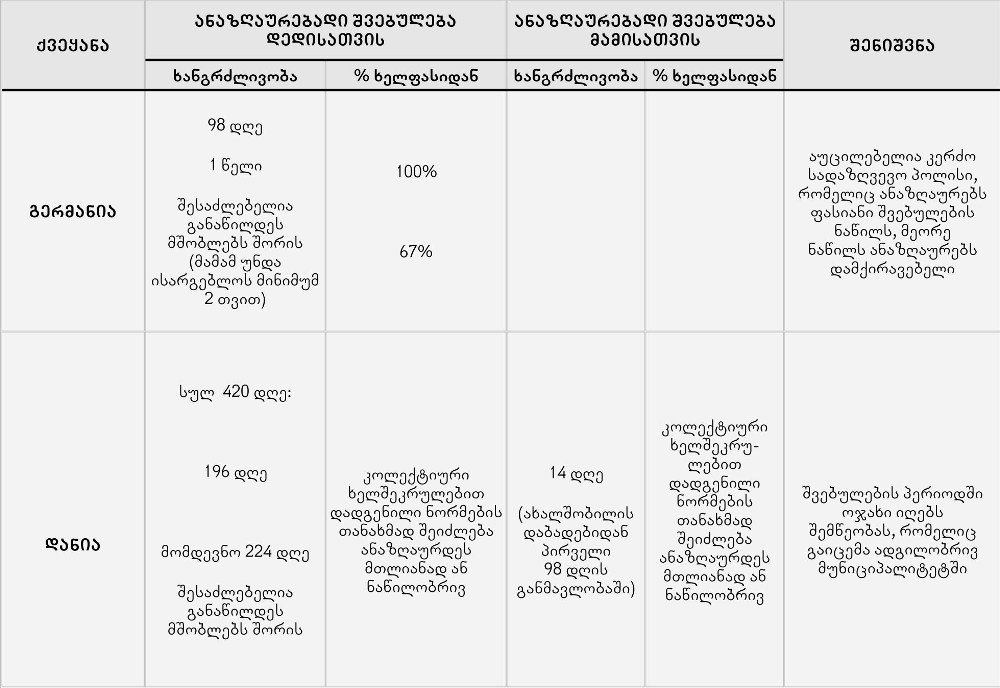 ქვეყანა
ანაზღაურებადი შვებულება
დედისათვის
ანაზღაურებადი შვებულება
მამისათვის
შენიშვნა
ხანგრძლივობა
% ხელფასიდან
ხანგრძლივობა
% ხელფასიდან
გერმანია
98 დღე
1 წელი
შესაძლებელია
განაწილდეს
მშობლებს შორის
(მამამ უნდა
ისარგებლოს მინიმუმ
2 თვით)
100%
67%
აუცილებელია კერძო
სადაზღვევო პოლისი,
რომელიც ანაზღაურებს
ფასიანი შვებულების
ნაწილს, მეორე
ნაწილს ანაზღაურებს
დამქირავებელი
დანია
სულ 420 დღე:
196 დღე
მომდევნო 224 დღე
შესაძლებელია
განაწილდეს
მშობლებს შორის
კოლექტიური
ხელშეკრულებით
დადგენილი ნორმების
თანახმად შეიძლება
ანაზღაურდეს
მთლიანად ან
ნაწილობრივ
14 დღე
(ახალშობილის
დაბადებიდან
პირველი
98 დღის
განმავლობაში)
კოლექტიური
ხელშეკრუ-
ლებით
დადგენილი
ნორმების
თანახმად
შეიძლება
ანაზღაურდეს
მთლიანად ან
ნაწილობრივ
შვებულების პერიოდში
ოჯახი იღებს
შემწეობას, რომელიც
გაიცემა ადგილობრივ
მუნიციპალიტეტში